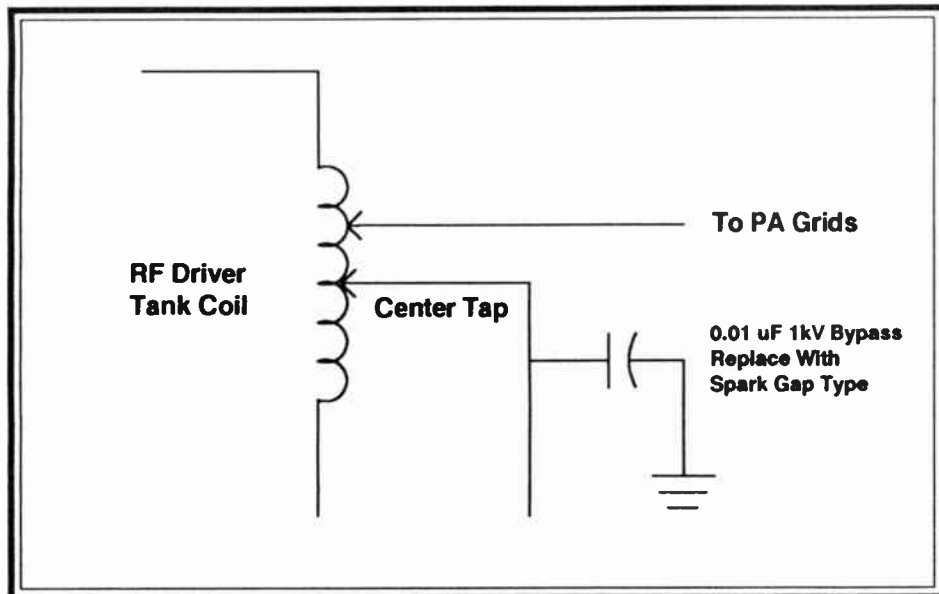 To PA Grids
RF Driver
Tank Coil
Center Tap
0.01 uF 1kV Bypass
Replace With
Spark Gap Type